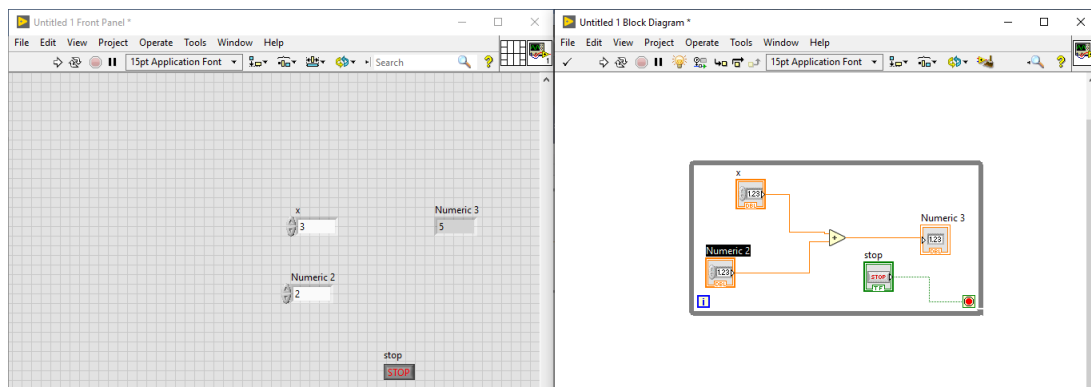 Untitled 1 Front Panel *
File Edit View Project Operate Tools Window Help
15pt Application Font Search
x
3
Numeric 3
5
Numeric 2
2
stop
STOP
Untitled 1 Block Diagram *
File Edit View Project Operate Tools Window Help
15pt Application Font
x
1.23
Numeric 3
1.23
Numeric 2
1.23
stop
STOP
TF
i